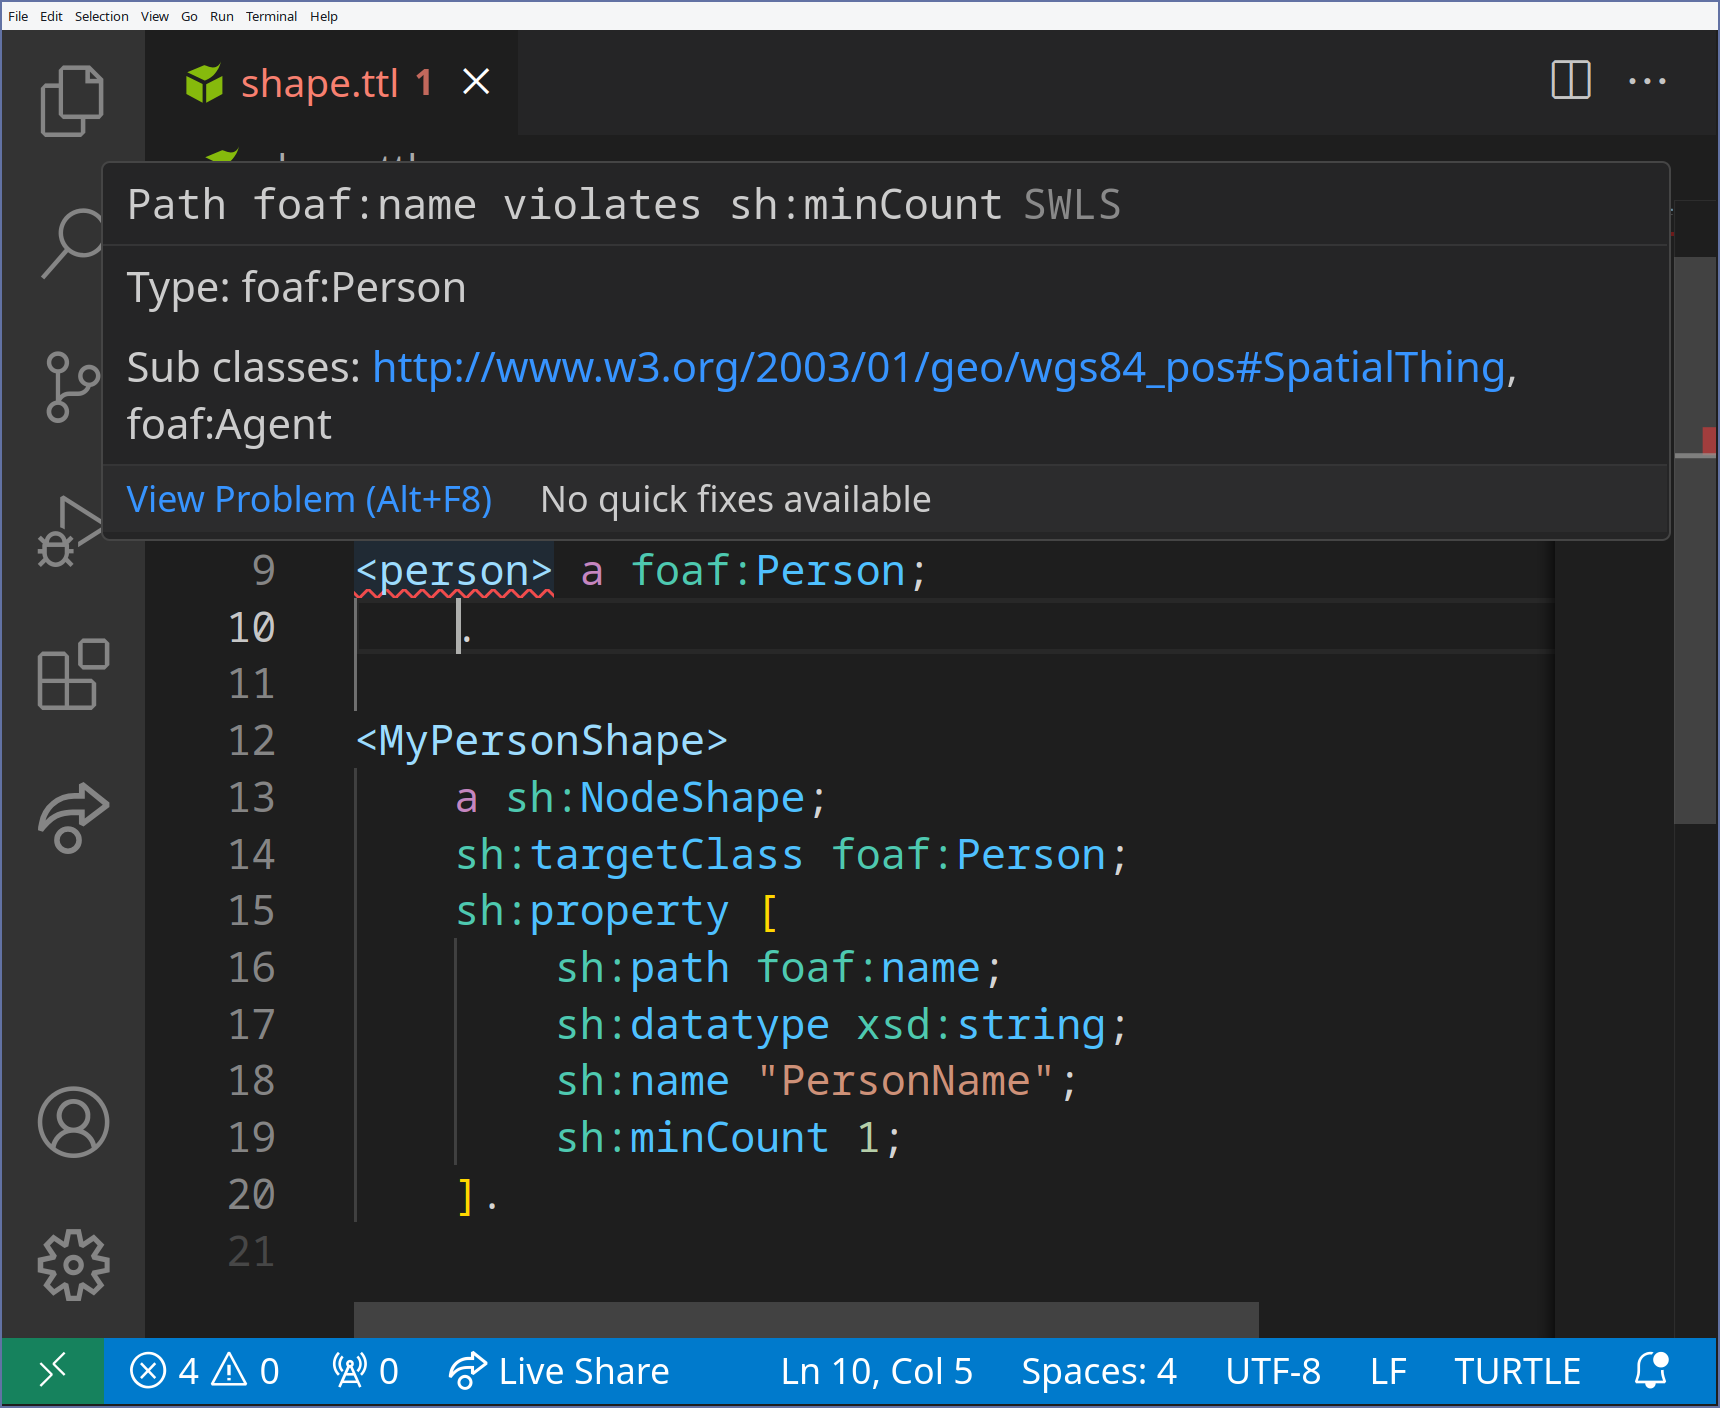 File Edit Selection View Go Run Terminal Help
shape.ttl 1
Path foaf:name violates sh:minCount SWLS
Type: foaf:Person
Sub classes: http://www.w3.org/2003/01/geo/wgs84_pos#SpatialThing,
foaf:Agent
View Problem (Alt+F8) No quick fixes available
9 <person> a foaf:Person;
10 .
11
12 <MyPersonShape>
13 a sh:NodeShape;
14 sh:targetClass foaf:Person;
15 sh:property [
16 sh:path foaf:name;
17 sh:datatype xsd:string;
18 sh:name "PersonName";
19 sh:minCount 1;
20 ].
21
4 0 0 Live Share Ln 10, Col 5 Spaces: 4 UTF-8 LF TURTLE